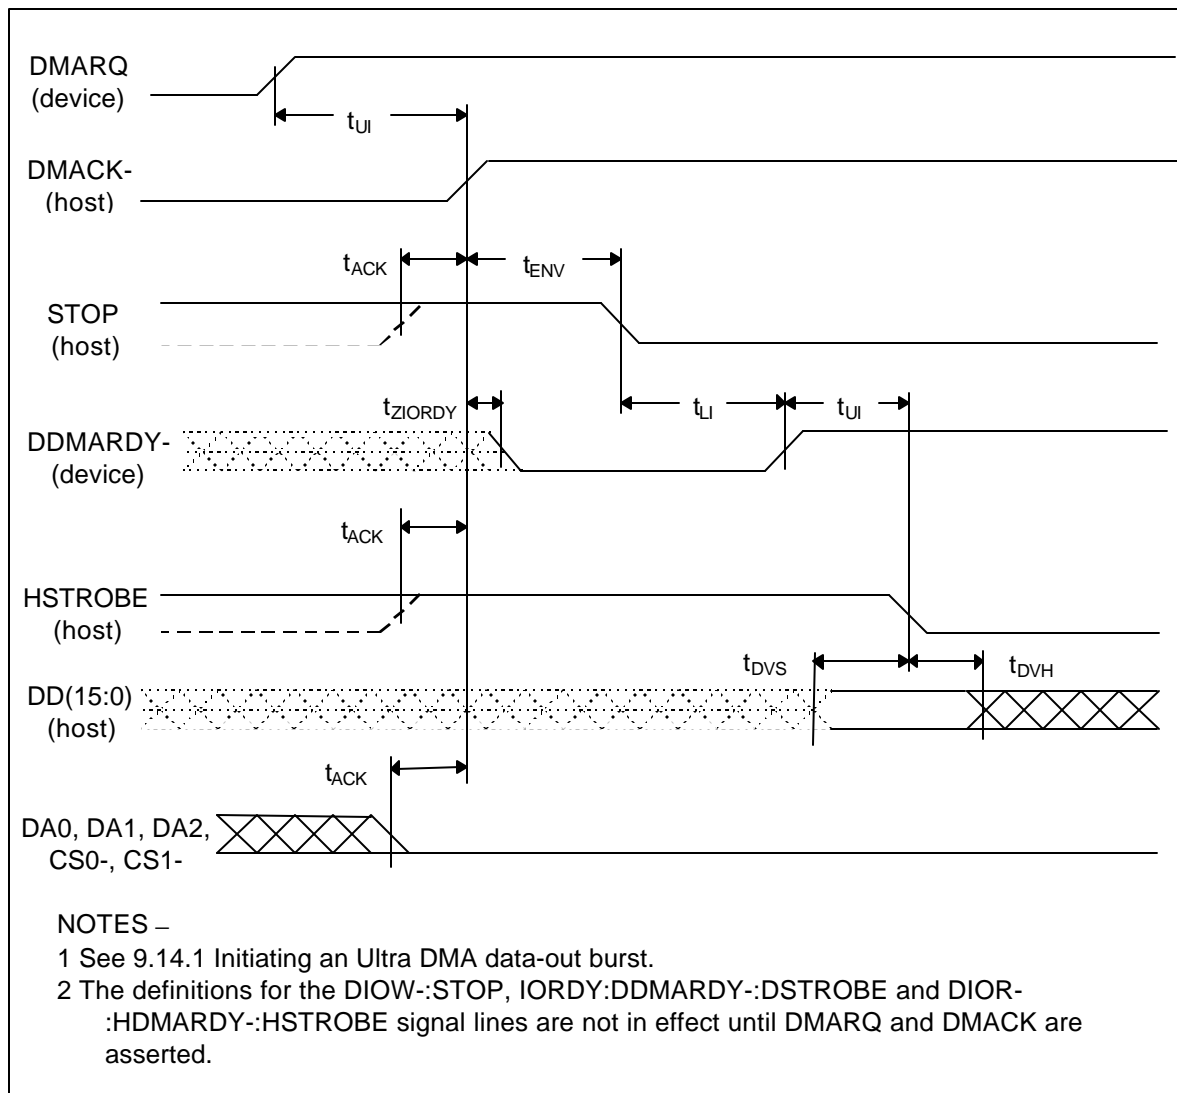 DMARQ
(device)
tUI
DMACK-
(host)
tACK
tENV
STOP
(host)
tZIORDY
tLI
tUI
DDMARDY-
(device)
tACK
HSTROBE
(host)
tDVS
tDVH
DD(15:0)
(host)
tACK
DA0, DA1, DA2,
CS0-, CS1-
NOTES –
1 See 9.14.1 Initiating an Ultra DMA data-out burst.
2 The definitions for the DIOW-:STOP, IORDY:DDMARDY-:DSTROBE and DIOR-
:HDMARDY-:HSTROBE signal lines are not in effect until DMARQ and DMACK are
asserted.